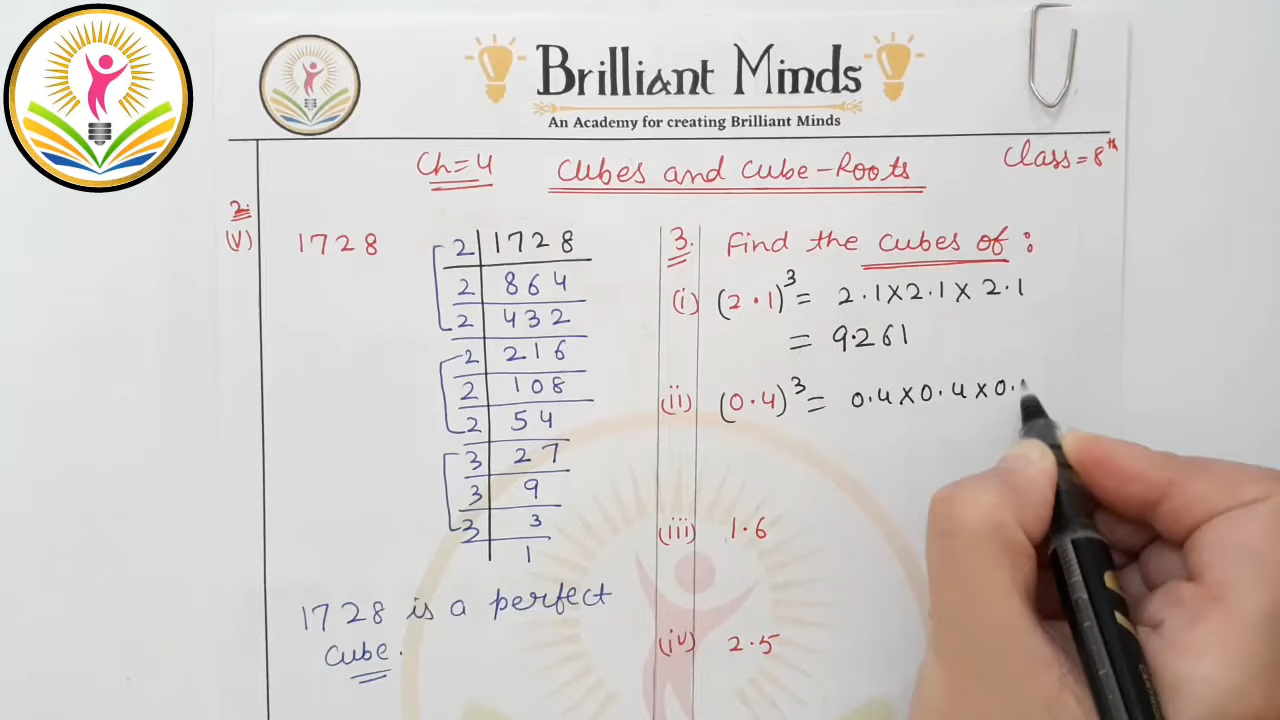 Brilliant Minds
An Academy for creating Brilliant Minds
Ch=4 Cubes and Cube-Roots Class=8th
2.
(V) 1728
2 | 1728
2 | 864
2 | 432
2 | 216
2 | 108
2 | 54
3 | 27
3 | 9
3 | 3
1
1728 is a perfect
cube.
3. Find the cubes of :
(i) (2.1)³ = 2.1×2.1×2.1
= 9.261
(ii) (0.4)³ = 0.4×0.4×0.
(iii) 1.6
(iv) 2.5